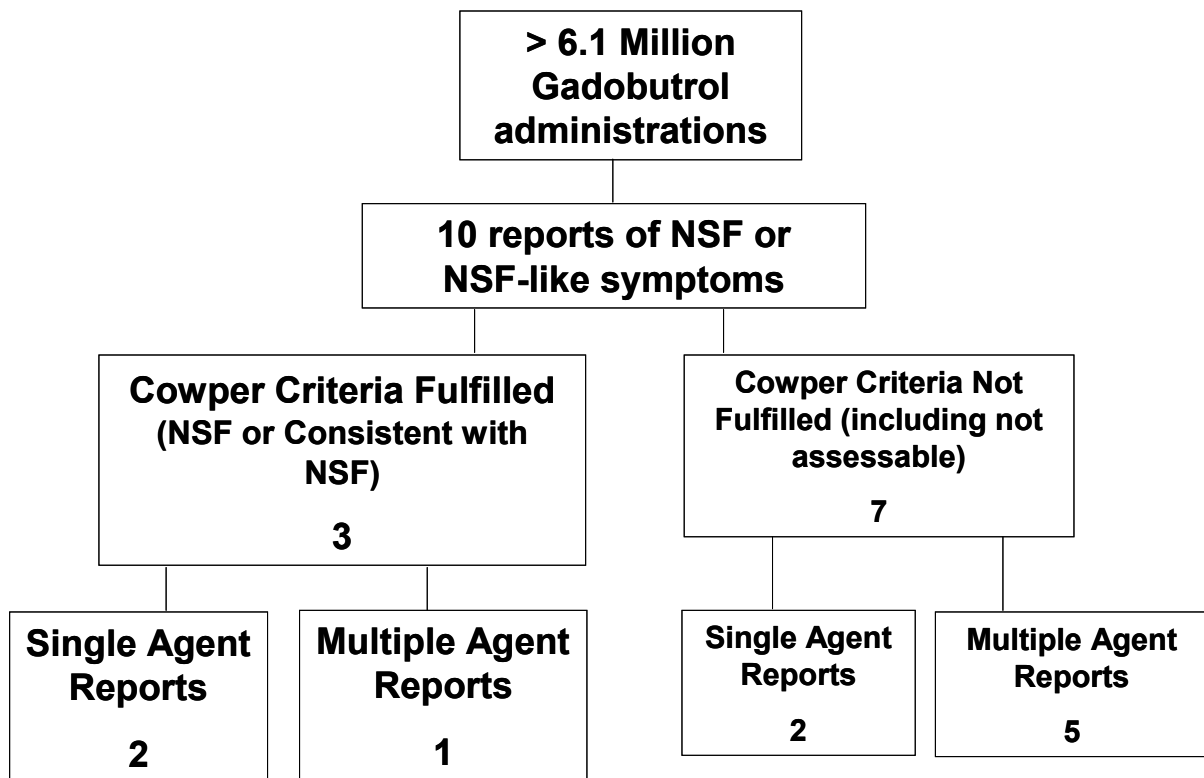 > 6.1 Million
Gadobutrol
administrations
10 reports of NSF or
NSF-like symptoms
Cowper Criteria Fulfilled
(NSF or Consistent with
NSF)
3
Cowper Criteria Not
Fulfilled (including not
assessable)
7
Single Agent
Reports
2
Multiple Agent
Reports
1
Single Agent
Reports
2
Multiple Agent
Reports
5